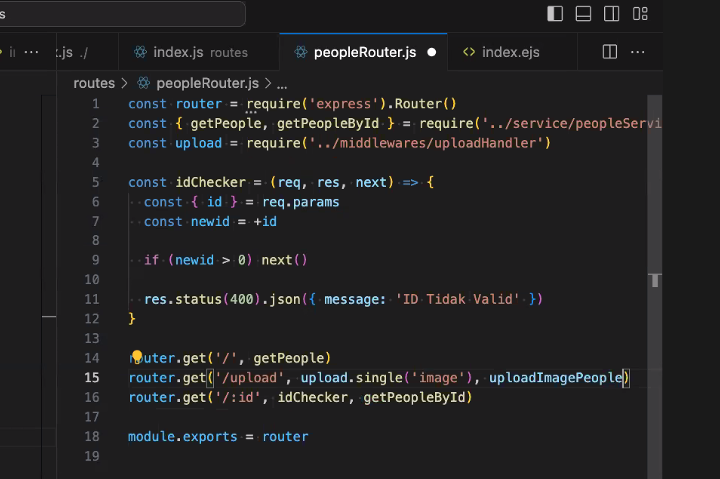 s
.js ./
index.js routes
peopleRouter.js
<> index.ejs
routes > peopleRouter.js > ...
1 const router = require('express').Router()
2 const { getPeople, getPeopleById } = require('../service/peopleServi
3 const upload = require('../middlewares/uploadHandler')
4
5 const idChecker = (req, res, next) => {
6 const { id } = req.params
7 const newid = +id
8
9 if (newid > 0) next()
10
11 res.status(400).json({ message: 'ID Tidak Valid' })
12 }
13
14 router.get('/', getPeople)
15 router.get('/upload', upload.single('image'), uploadImagePeople)
16 router.get('/:id', idChecker, getPeopleById)
17
18 module.exports = router
19